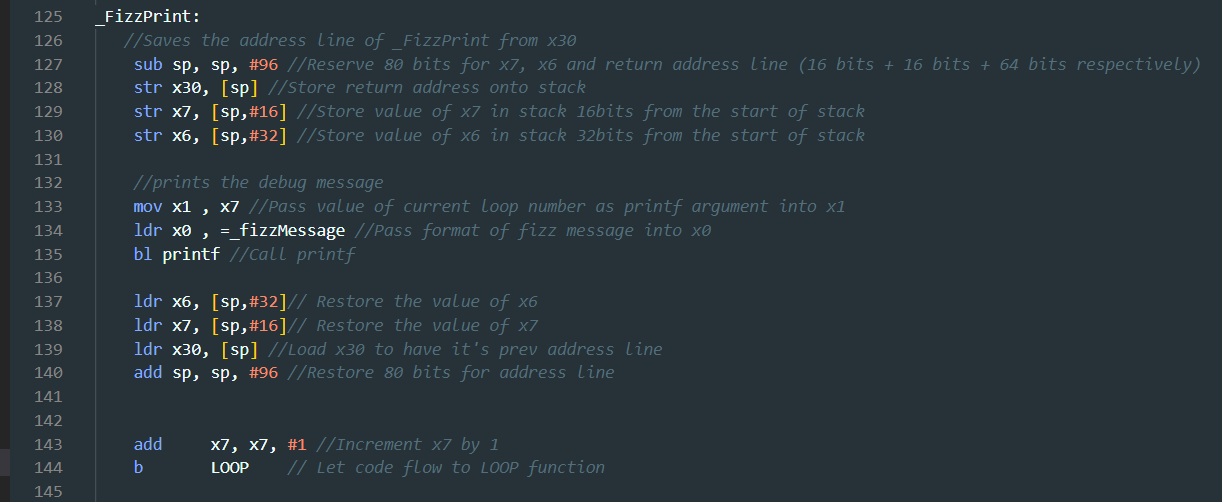 125 _FizzPrint:
126 //Saves the address line of _FizzPrint from x30
127 sub sp, sp, #96 //Reserve 80 bits for x7, x6 and return address line (16 bits + 16 bits + 64 bits respectively)
128 str x30, [sp] //Store return address onto stack
129 str x7, [sp,#16] //Store value of x7 in stack 16bits from the start of stack
130 str x6, [sp,#32] //Store value of x6 in stack 32bits from the start of stack
131
132 //prints the debug message
133 mov x1 , x7 //Pass value of current loop number as printf argument into x1
134 ldr x0 , =_fizzMessage //Pass format of fizz message into x0
135 bl printf //Call printf
136
137 ldr x6, [sp,#32]// Restore the value of x6
138 ldr x7, [sp,#16]// Restore the value of x7
139 ldr x30, [sp] //Load x30 to have it's prev address line
140 add sp, sp, #96 //Restore 80 bits for address line
141
142
143 add x7, x7, #1 //Increment x7 by 1
144 b LOOP // Let code flow to LOOP function
145